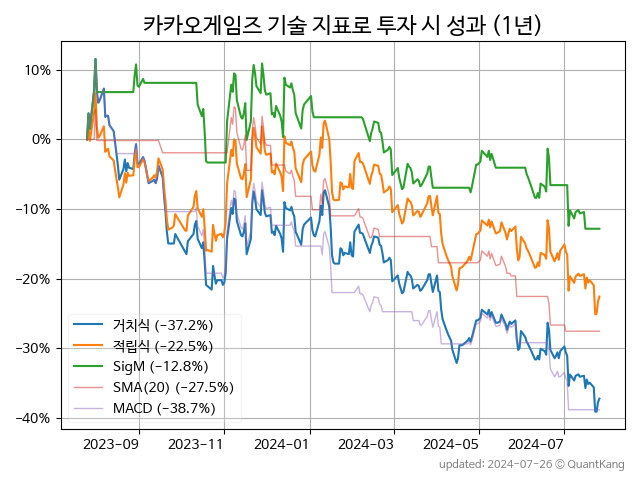 카카오게임즈 기술 지표로 투자 시 성과 (1년)
10%
0%
−10%
−20%
−30%
−40%
거치식 (−37.2%)
적립식 (−22.5%)
SigM (−12.8%)
SMA(20) (−27.5%)
MACD (−38.7%)
2023-09 2023-11 2024-01 2024-03 2024-05 2024-07
updated: 2024-07-26 © QuantKang